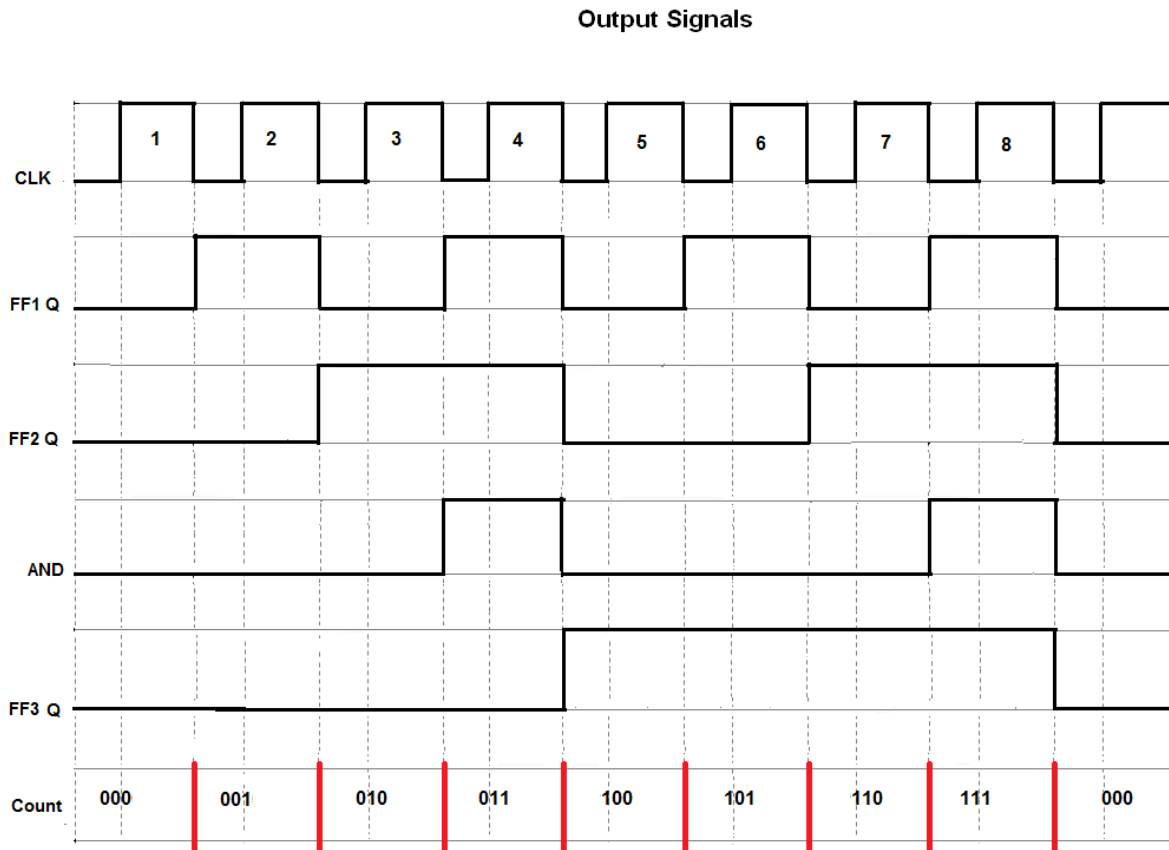 Output Signals
1 2 3 4 5 6 7 8
CLK
FF1 Q
FF2 Q
AND
FF3 Q
Count 000 001 010 011 100 101 110 111 000